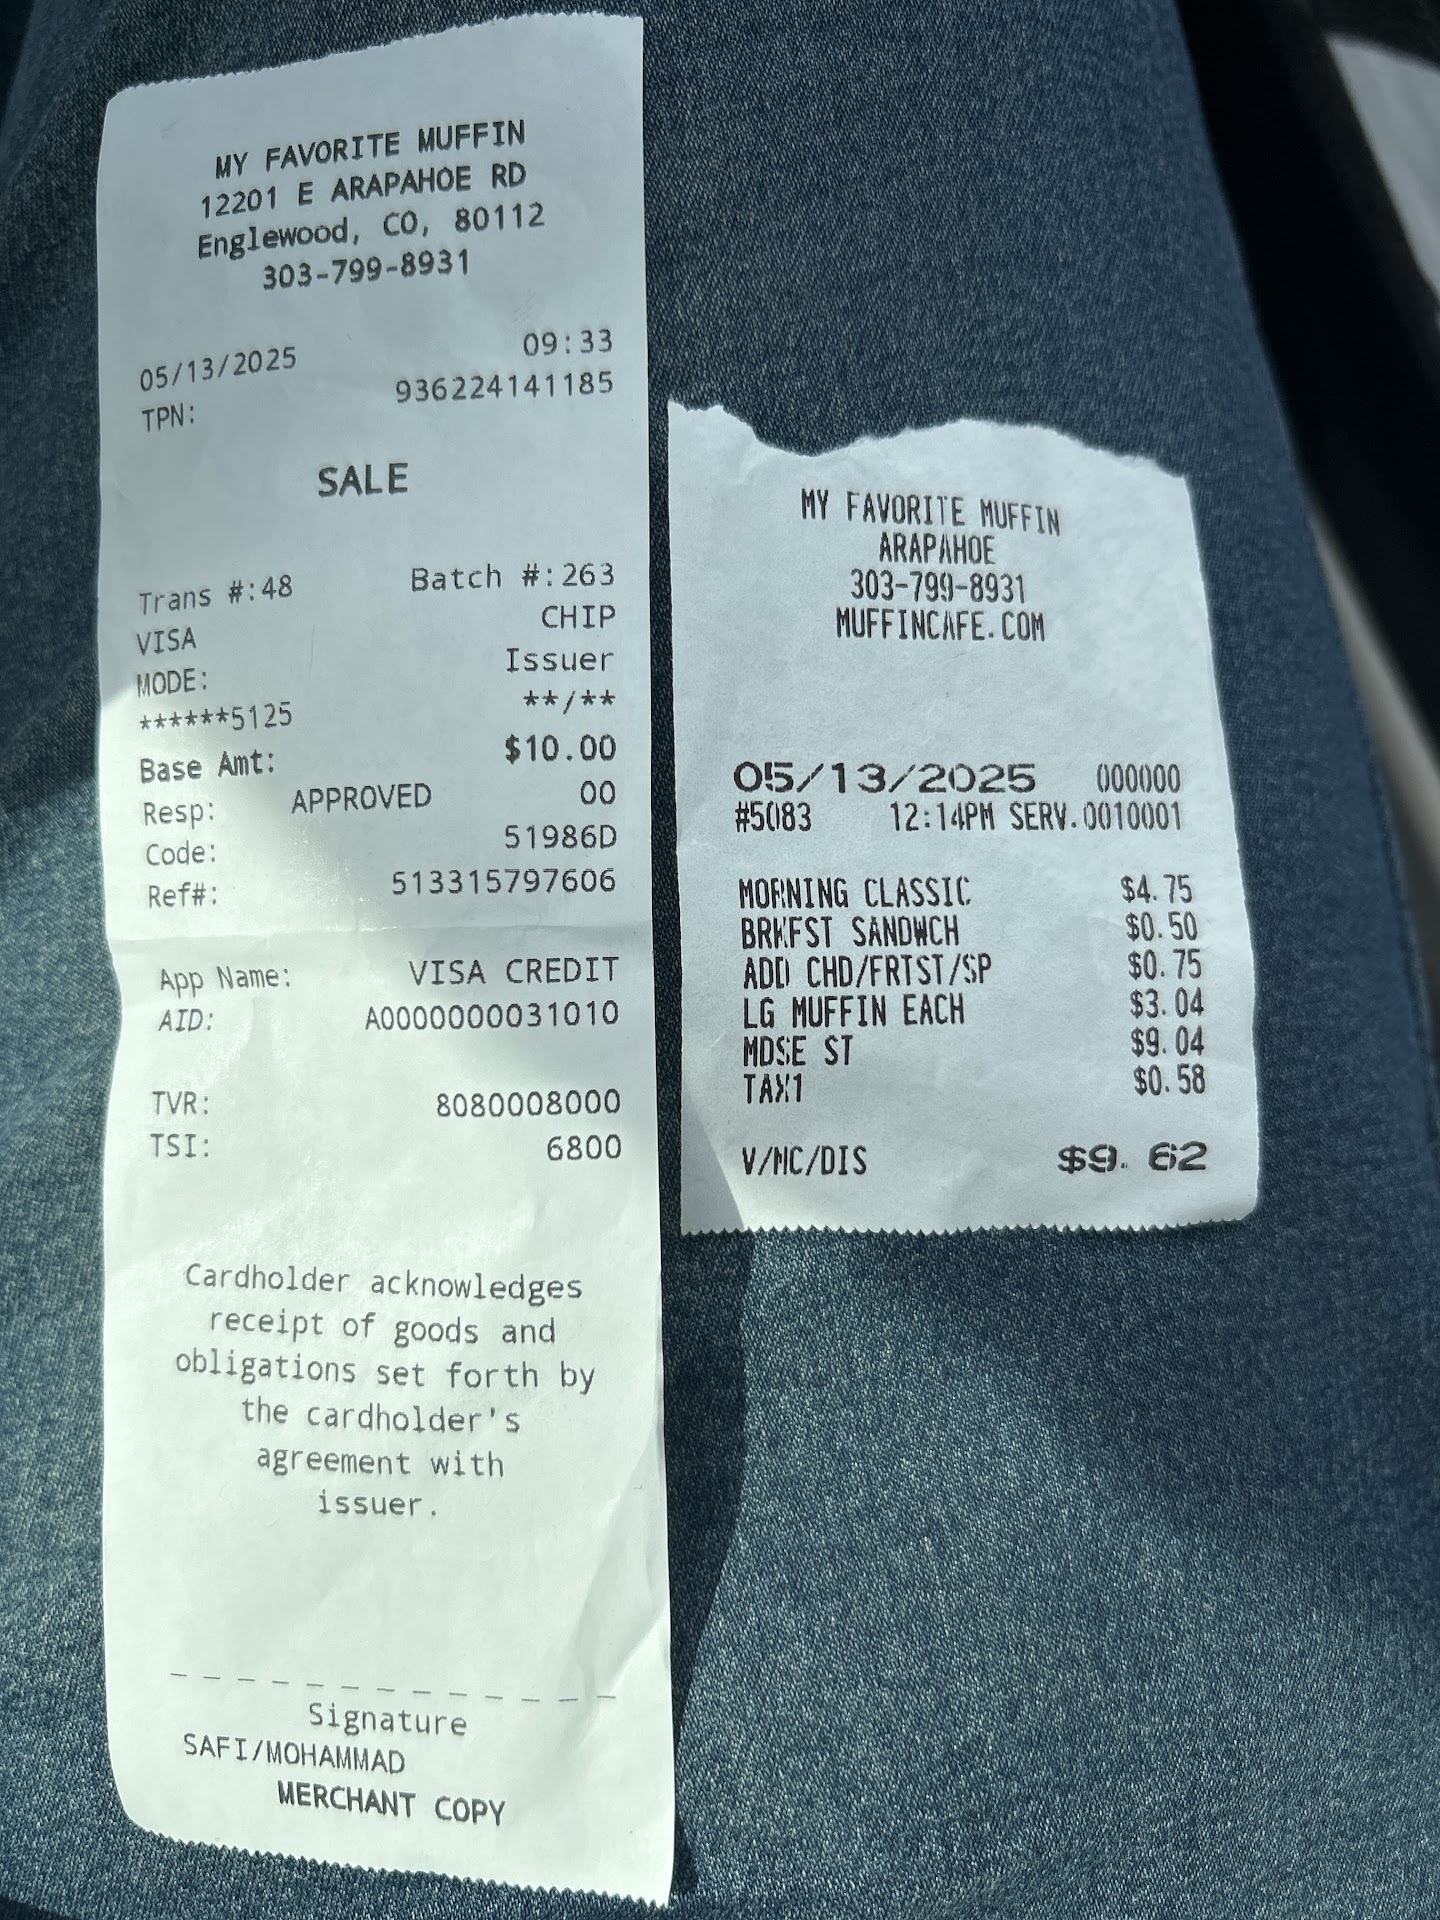 MY FAVORITE MUFFIN
12201 E ARAPAHOE RD
Englewood, CO, 80112
303-799-8931
05/13/2025 09:33
TPN: 936224141185
SALE
Trans #:48 Batch #:263
VISA CHIP
MODE: Issuer
******5125 **/**
Base Amt: $10.00
Resp: APPROVED 00
Code: 51986D
Ref#: 513315797606
App Name: VISA CREDIT
AID: A0000000031010
TVR: 8080008000
TSI: 6800
Cardholder acknowledges
receipt of goods and
obligations set forth by
the cardholder's
agreement with
issuer.
Signature
SAFI/MOHAMMAD
MERCHANT COPY
MY FAVORITE MUFFIN
ARAPAHOE
303-799-8931
MUFFINCAFE.COM
05/13/2025 000000
#5083 12:14PM SERV.0010001
MORNING CLASSIC $4.75
BRKFST SANDWCH $0.50
ADD CHD/FRTST/SP $0.75
LG MUFFIN EACH $3.04
MDSE ST $9.04
TAX1 $0.58
V/MC/DIS $9.62